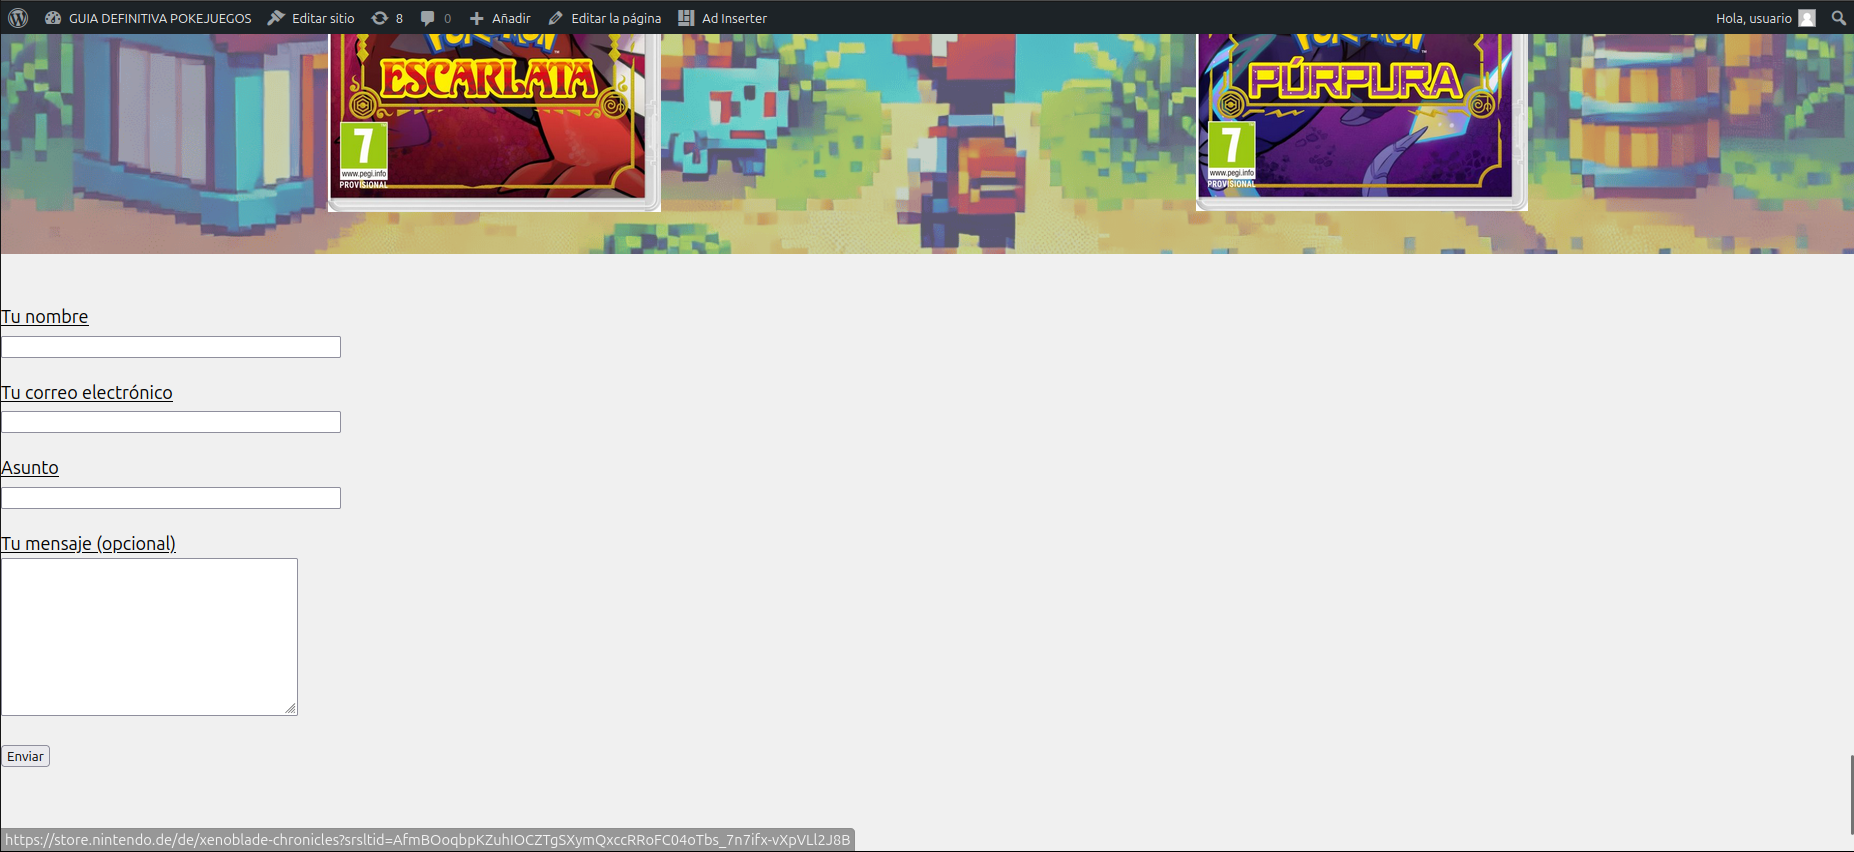 GUIA DEFINITIVA POKEJUEGOS Editar sitio 8 0 Añadir Editar la página Ad Inserter Hola, usuario
POKÉMON POKÉMON
ESCARLATA PÚRPURA
7 7
www.pegi.info www.pegi.info
PROVISIONAL PROVISIONAL
Tu nombre
Tu correo electrónico
Asunto
Tu mensaje (opcional)
Enviar
https://store.nintendo.de/de/xenoblade-chronicles?srsltid=AfmBOoqbpKZuhIOCZTgSXymQxccRRoFC04oTbs_7n7ifx-vXpVLl2J8B